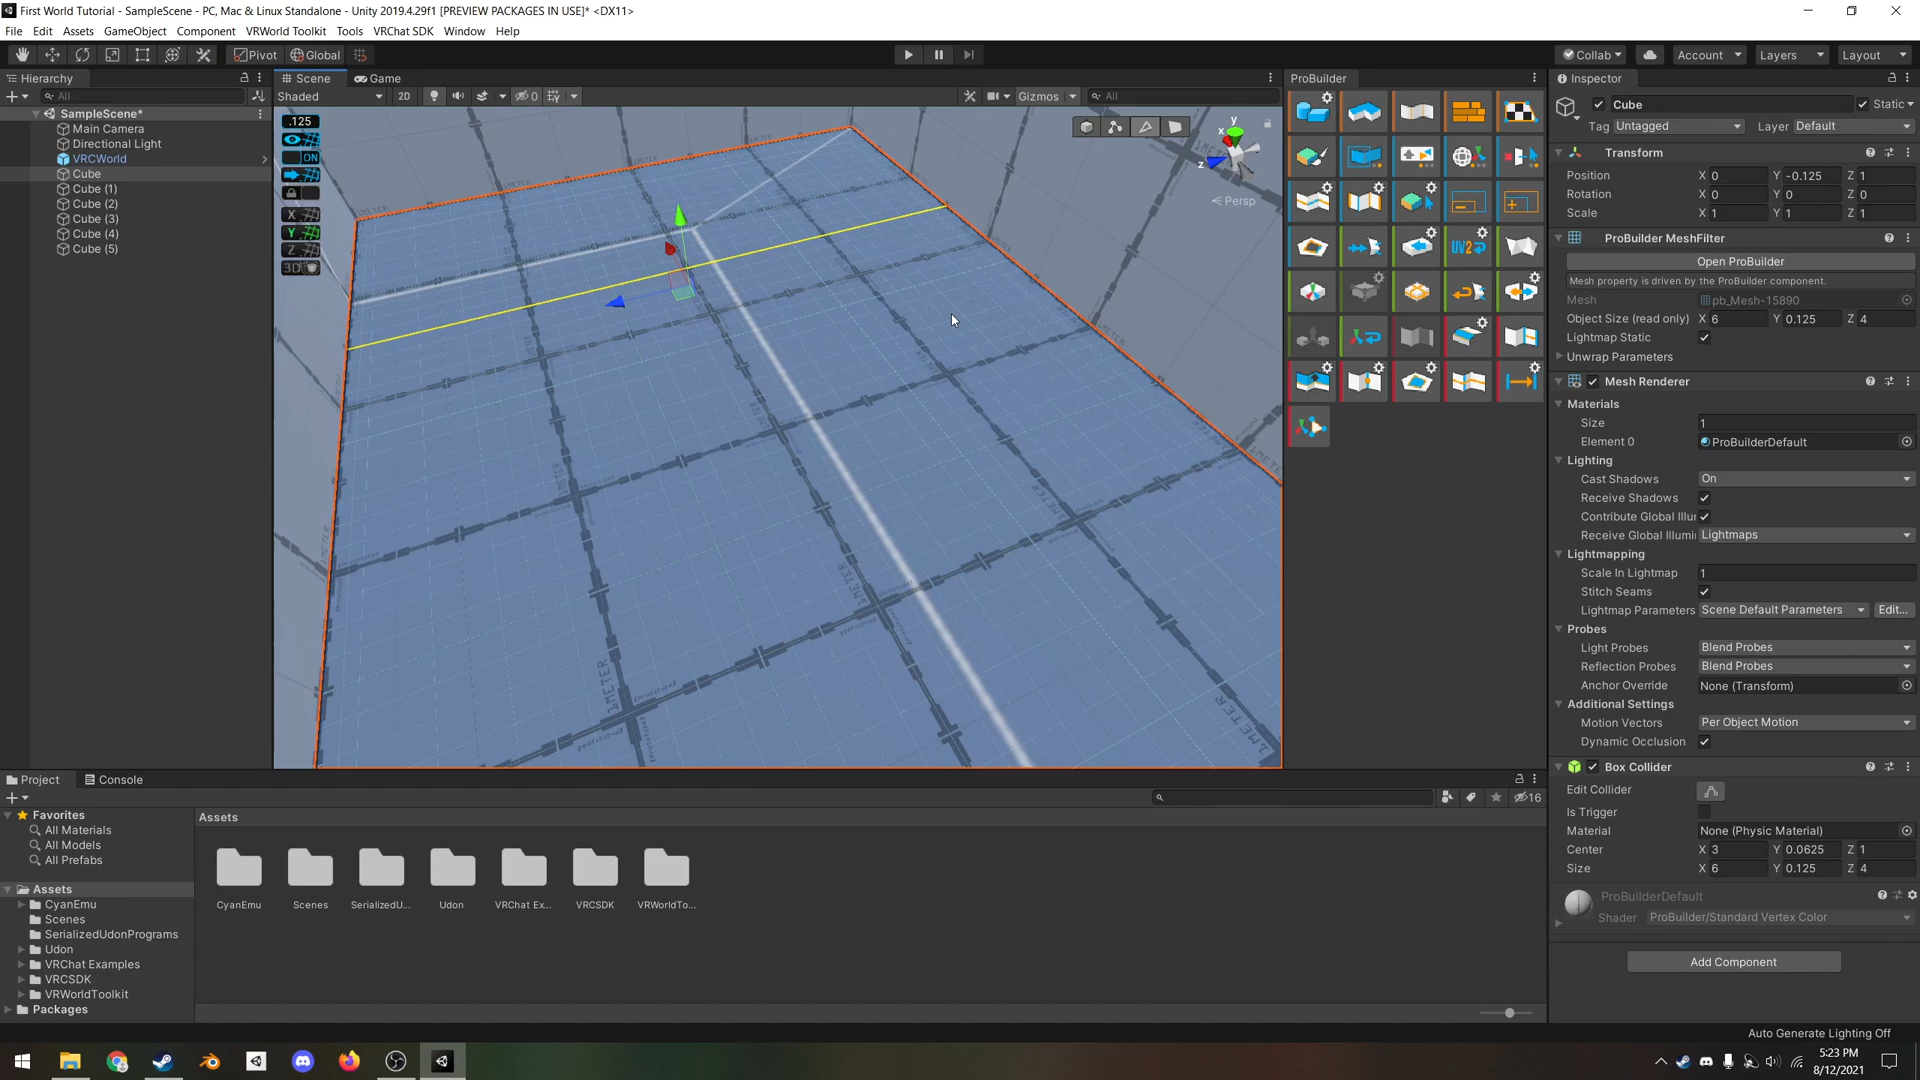 First World Tutorial - SampleScene - PC, Mac & Linux Standalone - Unity 2019.4.29f1 [PREVIEW PACKAGES IN USE]* <DX11>
File Edit Assets GameObject Component VRWorld Toolkit Tools VRChat SDK Window Help
Pivot Global Collab Account Layers Layout
Hierarchy
All
SampleScene*
Main Camera
Directional Light
VRCWorld
Cube
Cube (1)
Cube (2)
Cube (3)
Cube (4)
Cube (5)
Scene Game
Shaded 2D 0 Gizmos All
.125
ON
X
Y
Z
3D
y
x
z
Persp
1METER
1METER
1METER
ProBuilder
UV2
Inspector
Cube Static
Tag Untagged Layer Default
Transform
Position X 0 Y -0.125 Z 1
Rotation X 0 Y 0 Z 0
Scale X 1 Y 1 Z 1
ProBuilder MeshFilter
Open ProBuilder
Mesh property is driven by the ProBuilder component.
Mesh pb_Mesh-15890
Object Size (read only) X 6 Y 0.125 Z 4
Lightmap Static
Unwrap Parameters
Mesh Renderer
Materials
Size 1
Element 0 ProBuilderDefault
Lighting
Cast Shadows On
Receive Shadows
Contribute Global Illu
Receive Global Illumi Lightmaps
Lightmapping
Scale In Lightmap 1
Stitch Seams
Lightmap Parameters Scene Default Parameters Edit...
Probes
Light Probes Blend Probes
Reflection Probes Blend Probes
Anchor Override None (Transform)
Additional Settings
Motion Vectors Per Object Motion
Dynamic Occlusion
Box Collider
Edit Collider
Is Trigger
Material None (Physic Material)
Center X 3 Y 0.0625 Z 1
Size X 6 Y 0.125 Z 4
ProBuilderDefault
Shader ProBuilder/Standard Vertex Color
Add Component
Project Console
16
Favorites
All Materials
All Models
All Prefabs
Assets
CyanEmu
Scenes
SerializedUdonPrograms
Udon
VRChat Examples
VRCSDK
VRWorldToolkit
Packages
Assets
CyanEmu Scenes SerializedU... Udon VRChat Ex... VRCSDK VRWorldTo...
Auto Generate Lighting Off
5:23 PM
8/12/2021